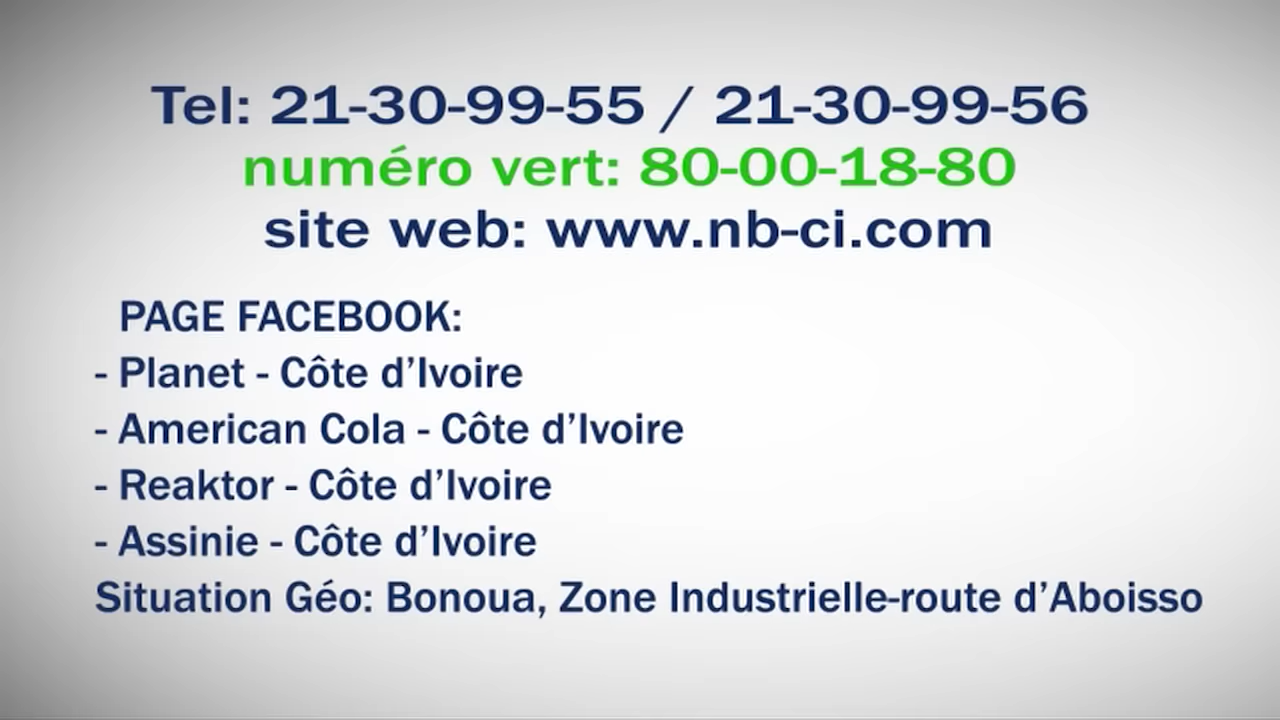 Tel: 21-30-99-55 / 21-30-99-56
numéro vert: 80-00-18-80
site web: www.nb-ci.com
PAGE FACEBOOK:
- Planet - Côte d’Ivoire
- American Cola - Côte d’Ivoire
- Reaktor - Côte d’Ivoire
- Assinie - Côte d’Ivoire
Situation Géo: Bonoua, Zone Industrielle-route d’Aboisso